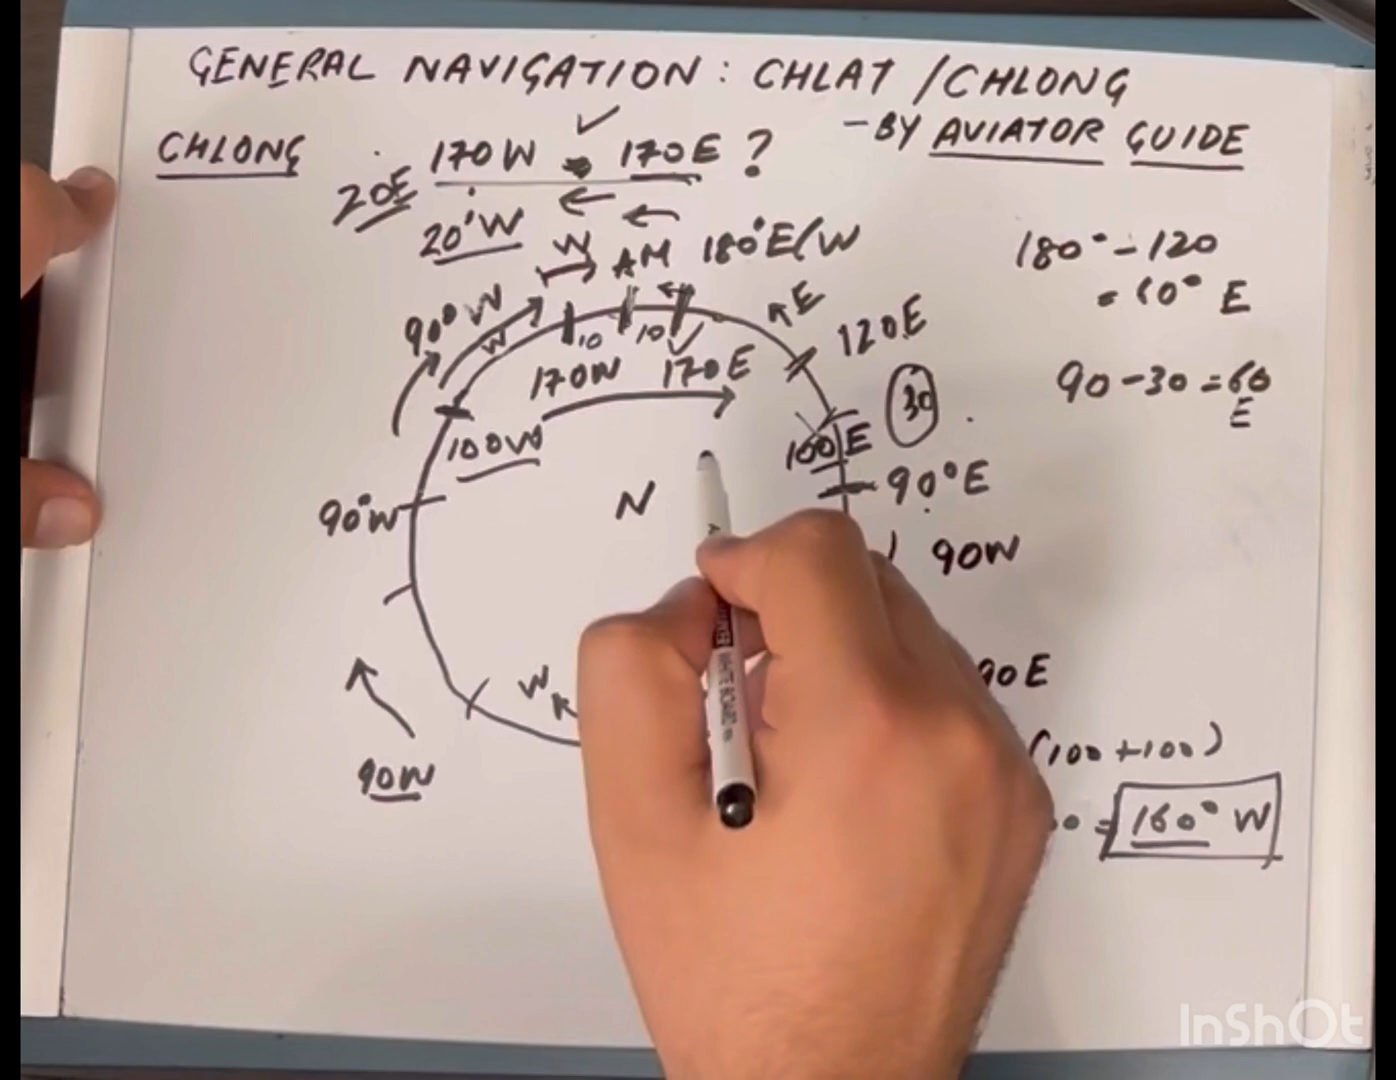 GENERAL NAVIGATION : CHLAT / CHLONG
- BY AVIATOR GUIDE
CHLONG
170W 170E ?
20E
20'W
W
AM 180°E/W
180° - 120
= 60° E
90°W
W
E
120E
10 10
170W 170E
90 - 30 = 60
E
30
100W
100E
90°W
N
90°E
90W
90E
W
90W
(100 + 100)
= 160° W
InShOt